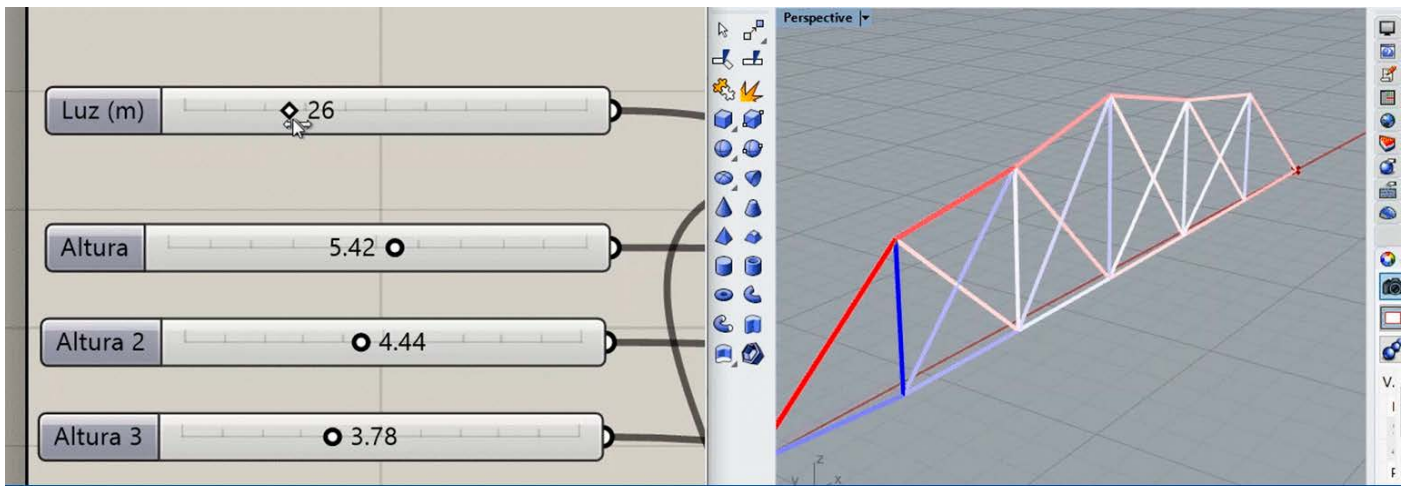 Luz (m)
26
Altura
5.42
Altura 2
4.44
Altura 3
3.78
Perspective
z
y
x
V.